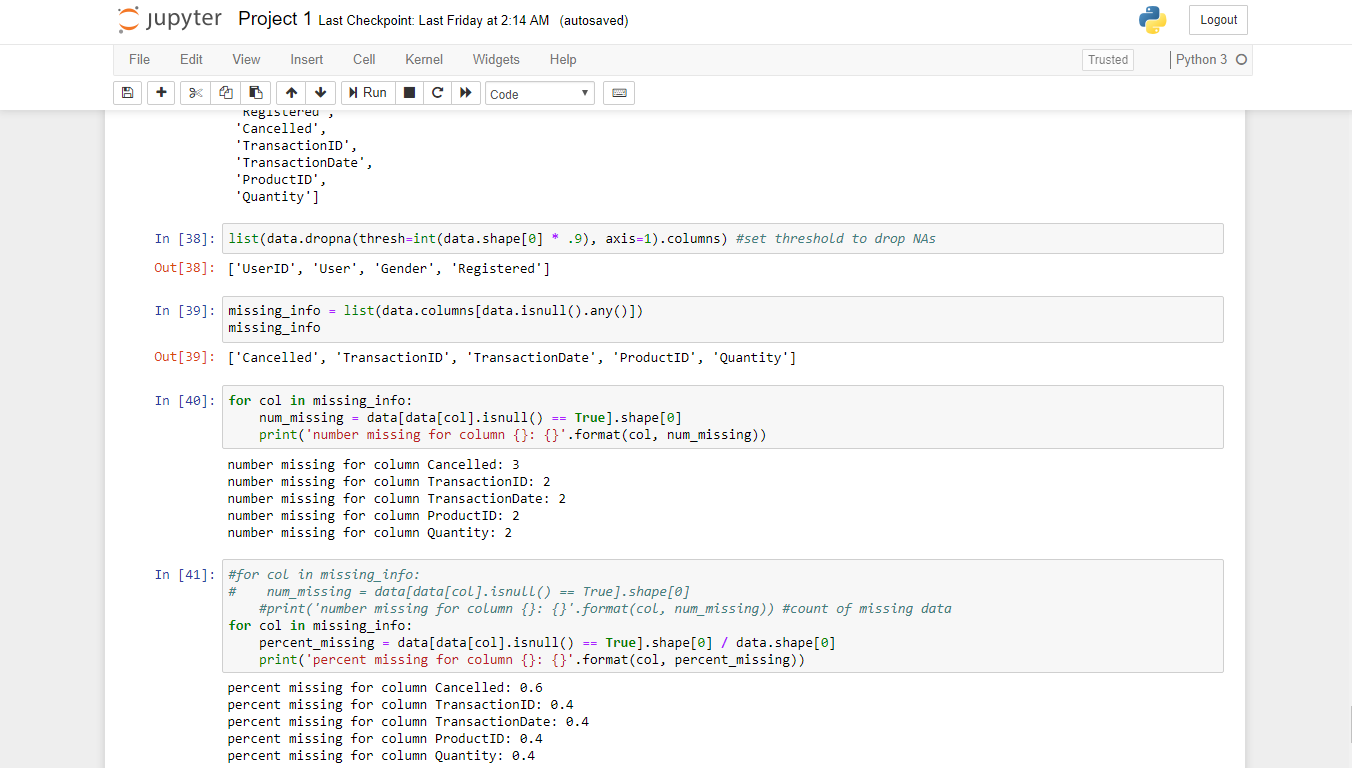 jupyter Project 1 Last Checkpoint: Last Friday at 2:14 AM (autosaved)
Logout
File Edit View Insert Cell Kernel Widgets Help
Trusted
Python 3
Run
Code
'Registered',
'Cancelled',
'TransactionID',
'TransactionDate',
'ProductID',
'Quantity']
In [38]: list(data.dropna(thresh=int(data.shape[0] * .9), axis=1).columns) #set threshold to drop NAs
Out[38]: ['UserID', 'User', 'Gender', 'Registered']
In [39]: missing_info = list(data.columns[data.isnull().any()])
missing_info
Out[39]: ['Cancelled', 'TransactionID', 'TransactionDate', 'ProductID', 'Quantity']
In [40]: for col in missing_info:
num_missing = data[data[col].isnull() == True].shape[0]
print('number missing for column {}: {}'.format(col, num_missing))
number missing for column Cancelled: 3
number missing for column TransactionID: 2
number missing for column TransactionDate: 2
number missing for column ProductID: 2
number missing for column Quantity: 2
In [41]: #for col in missing_info:
#    num_missing = data[data[col].isnull() == True].shape[0]
#print('number missing for column {}: {}'.format(col, num_missing)) #count of missing data
for col in missing_info:
percent_missing = data[data[col].isnull() == True].shape[0] / data.shape[0]
print('percent missing for column {}: {}'.format(col, percent_missing))
percent missing for column Cancelled: 0.6
percent missing for column TransactionID: 0.4
percent missing for column TransactionDate: 0.4
percent missing for column ProductID: 0.4
percent missing for column Quantity: 0.4